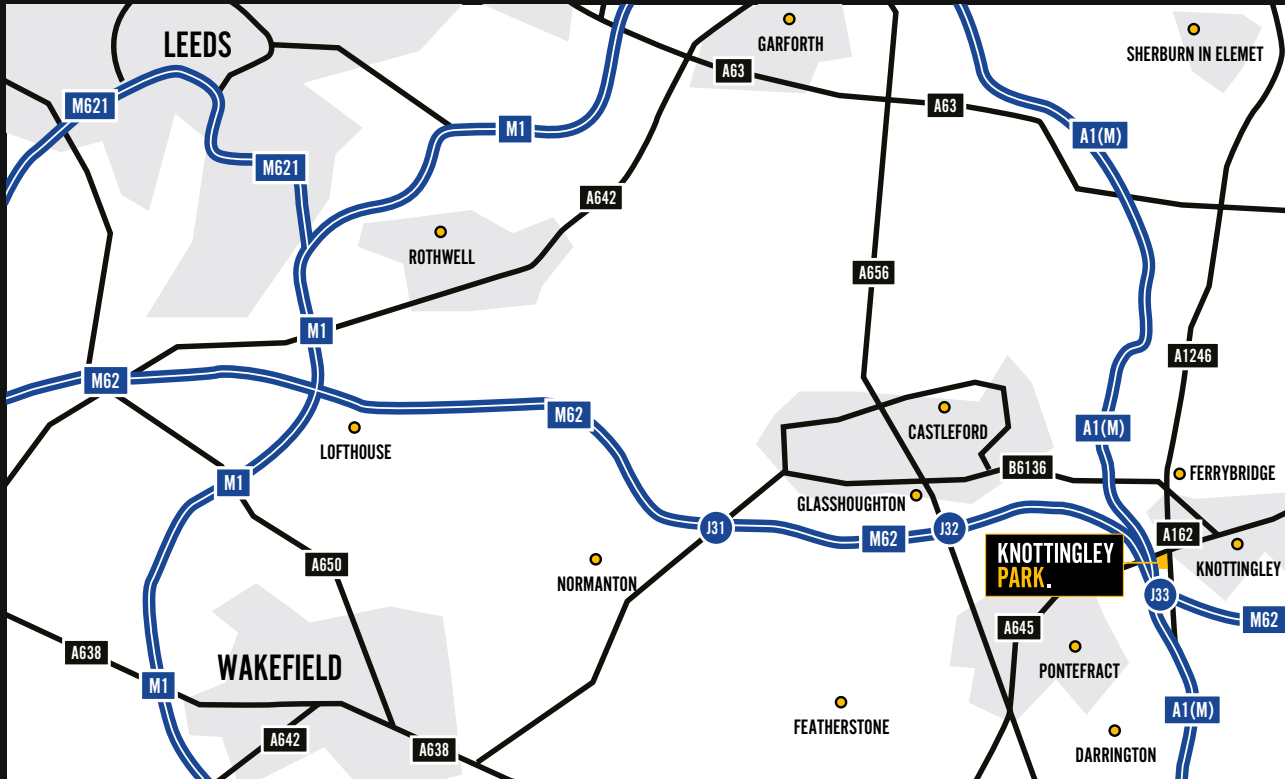 LEEDS
GARFORTH
SHERBURN IN ELEMET
A63
M621
A63
M1
A1(M)
M621
A642
ROTHWELL
A656
M1
A1246
M62
M62
CASTLEFORD
A1(M)
LOFTHOUSE
B6136
FERRYBRIDGE
M1
GLASSHOUGHTON
J31
J32
A162
M62
KNOTTINGLEY
PARK.
KNOTTINGLEY
A650
NORMANTON
J33
M62
A645
A638
WAKEFIELD
PONTEFRACT
M1
FEATHERSTONE
A1(M)
A642
A638
DARRINGTON